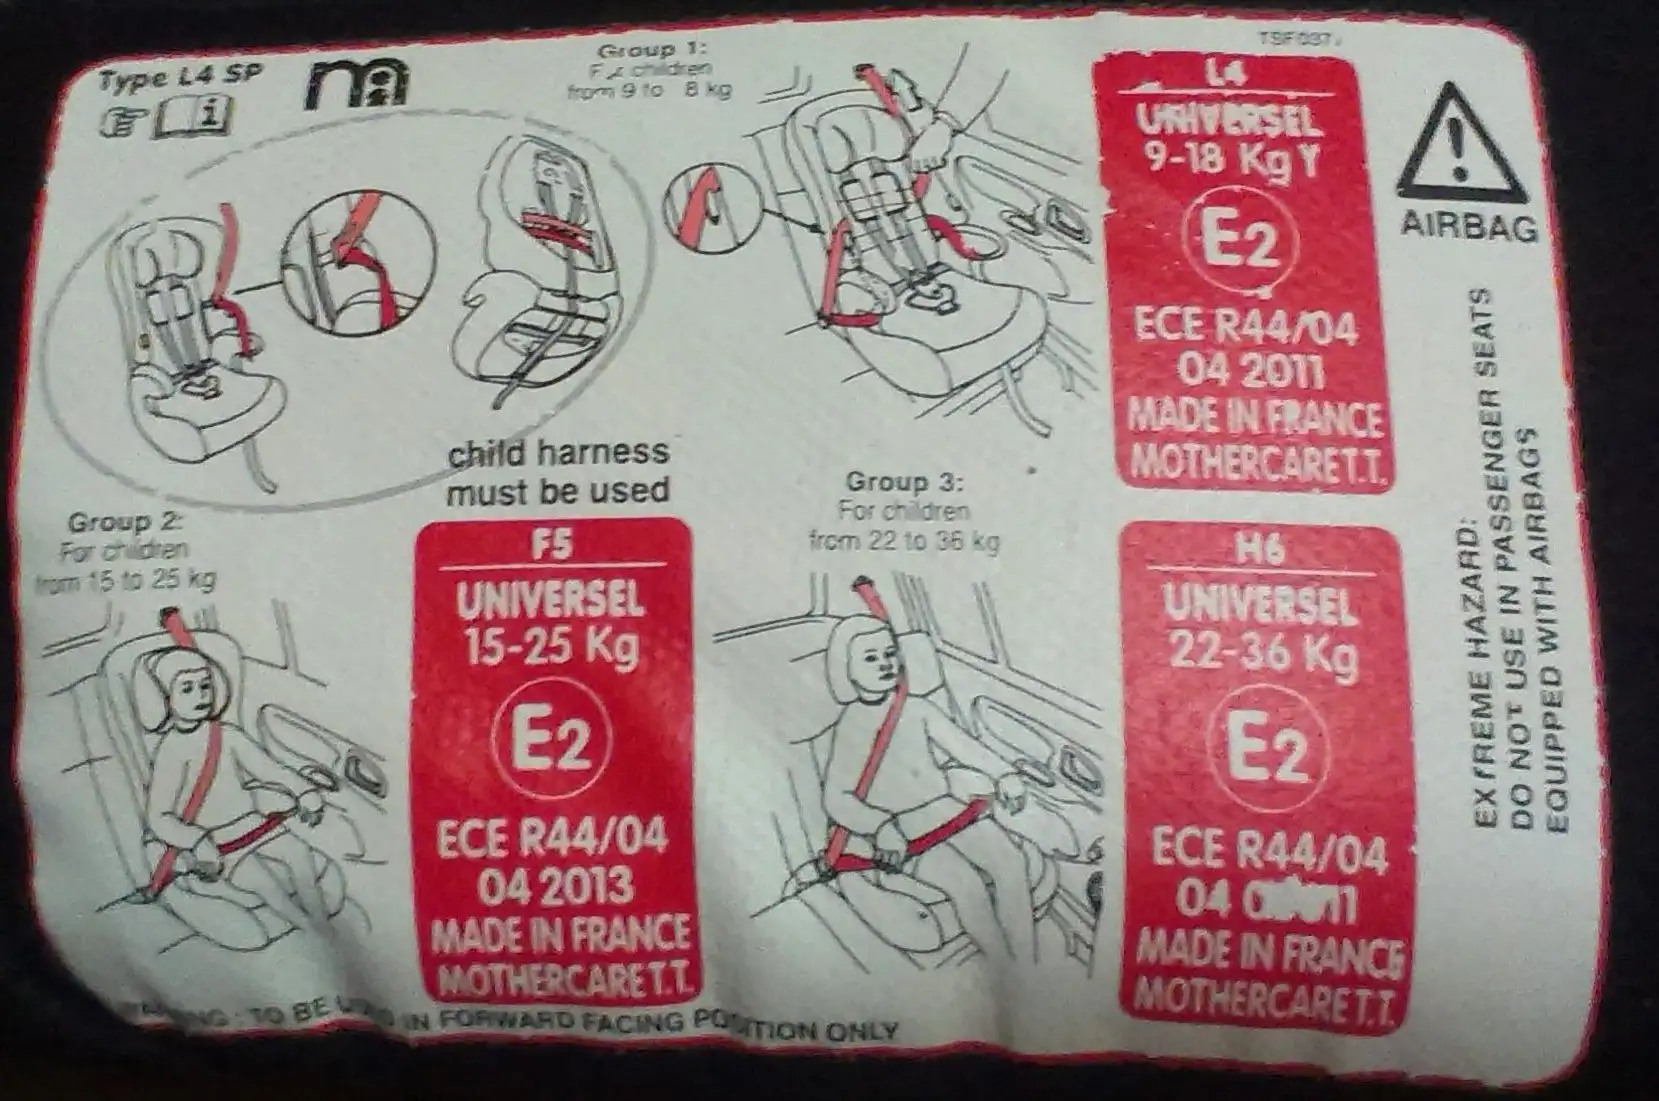 Type L4 SP
Group 1:
children
from 9 to 8 kg
TSF037
L4
UNIVERSEL
9-18 Kg Y
E2
ECE R44/04
04 2011
MADE IN FRANCE
MOTHERCARE T.T.
AIRBAG
EXTREME HAZARD:
DO NOT USE IN PASSENGER SEATS
EQUIPPED WITH AIRBAGS
child harness
must be used
Group 2:
For children
from 15 to 25 kg
F5
UNIVERSEL
15-25 Kg
E2
ECE R44/04
04 2013
MADE IN FRANCE
MOTHERCARE T.T.
Group 3:
For children
from 22 to 36 kg
H6
UNIVERSEL
22-36 Kg
E2
ECE R44/04
04 11
MADE IN FRANCE
MOTHERCARE T.T.
WARNING: TO BE USED IN FORWARD FACING POSITION ONLY